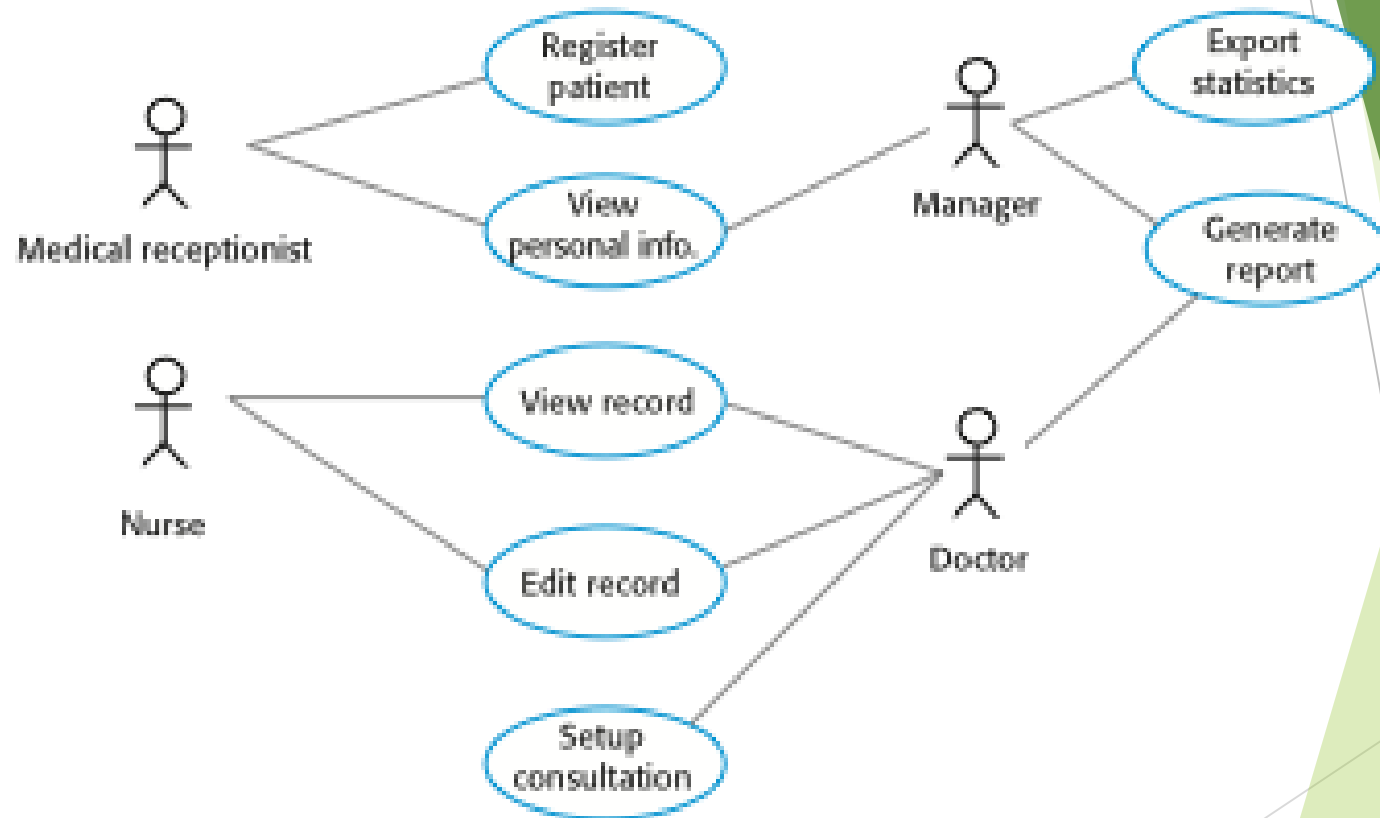 Register
patient
Export
statistics
View
personal info.
Manager
Generate
report
Medical receptionist
View record
Nurse
Doctor
Edit record
Setup
consultation